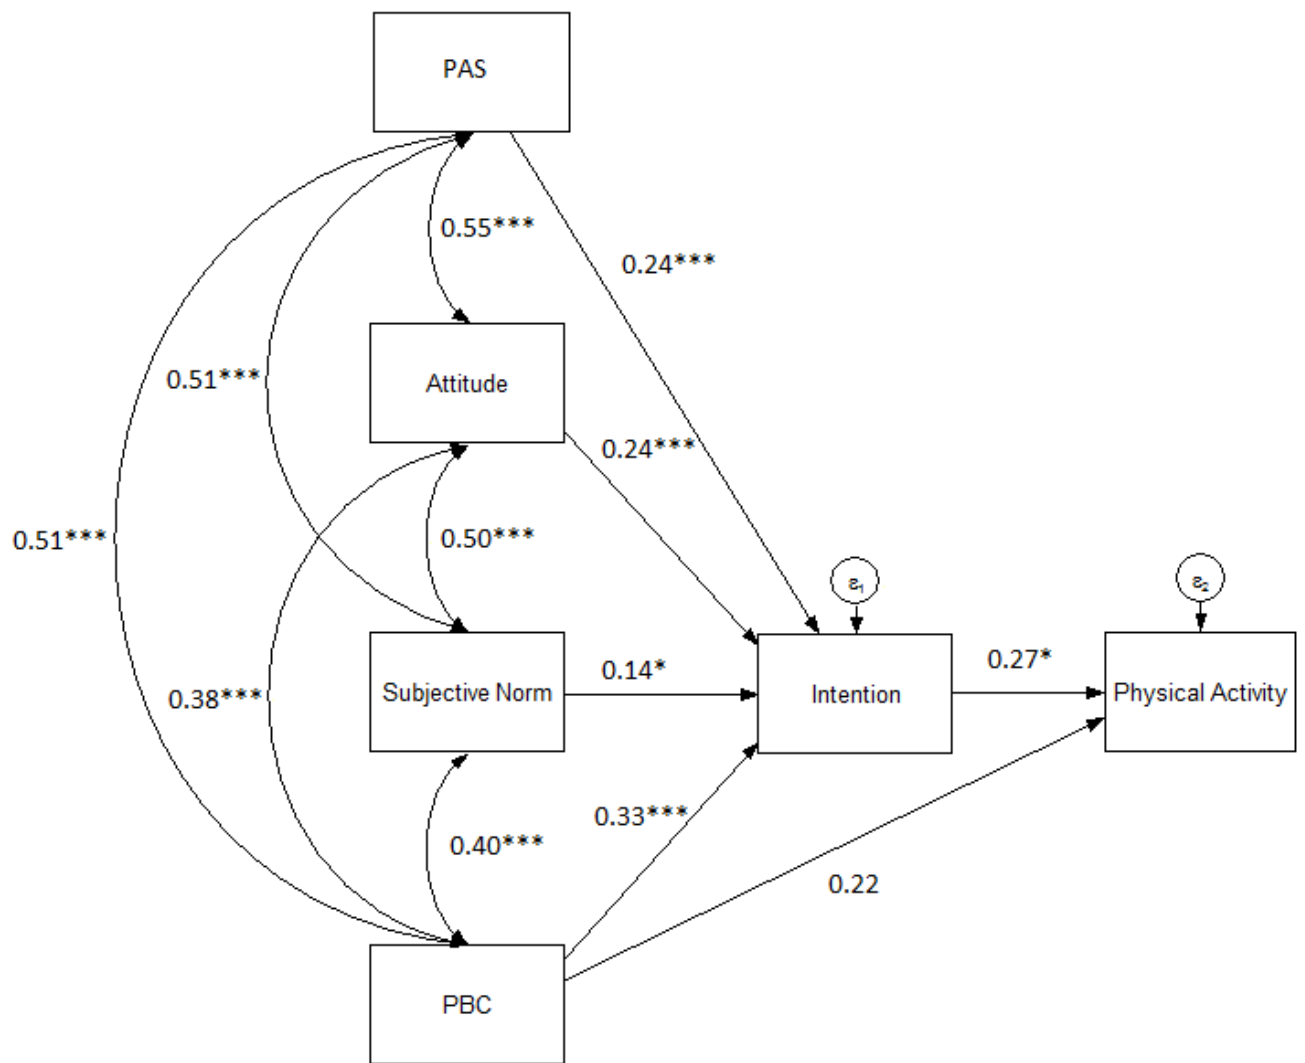 PAS
0.55***
0.24***
0.51***
Attitude
0.24***
0.51***
0.50***
ε1
ε2
0.38***
Subjective Norm
0.14*
Intention
0.27*
Physical Activity
0.33***
0.40***
0.22
PBC